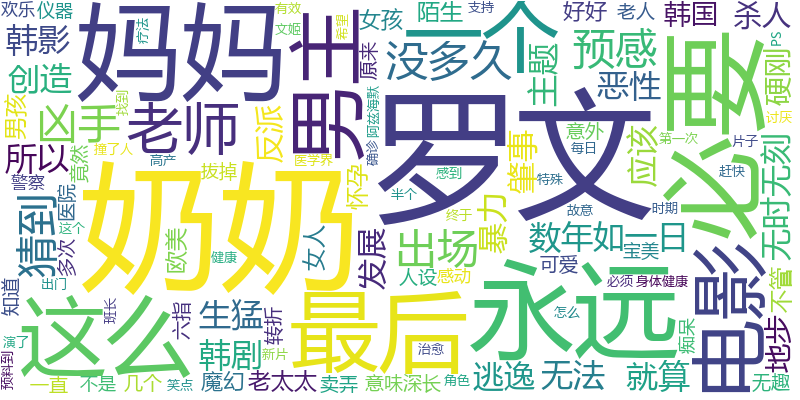 欢乐
仪器
疗法
妈妈
有效
文姬
女孩
希望
原来
男主
陌生
支持
一个
没多久
好好
老人
主题
韩国
预感
恶性
杀人
必要
PS
硬刚
讨厌
韩影
创造
男孩
找到
凶手
老师
反派
确诊
阿兹海默
罗文
意外
第一次
片子
每日
肇事
应该
无时无刻
所以
竟然
撞了人
高产
拔掉
医学界
怀孕
感到
半个
特殊
赶快
警察
猜到
医院
这个
多次
奶奶
暴力
终于
故意
时期
数年如一日
电影
不管
知道
庄门
欧美
健康
女人
发展
出场
人设
感动
永远
可爱
宝美
必须
身体健康
怎么
痴呆
地步
这么
班长
六指
生猛
转折
最后
治愈
预料到
演了
一直
不是
几个
笑点
韩剧
魔幻
新片
老太太
卖弄
意味深长
角色
逃逸
无法
就算
无趣